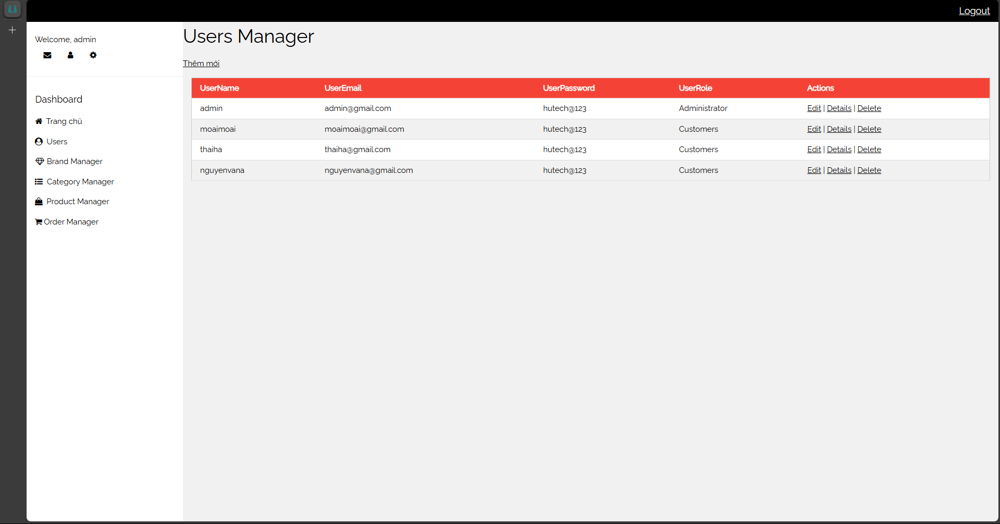 Logout
Welcome, admin
Dashboard
Trang chủ
Users
Brand Manager
Category Manager
Product Manager
Order Manager
Users Manager
Thêm mới
UserName UserEmail UserPassword UserRole Actions
admin admin@gmail.com hutech@123 Administrator Edit | Details | Delete
moaimoai moaimoai@gmail.com hutech@123 Customers Edit | Details | Delete
thaiha thaiha@gmail.com hutech@123 Customers Edit | Details | Delete
nguyenvana nguyenvana@gmail.com hutech@123 Customers Edit | Details | Delete